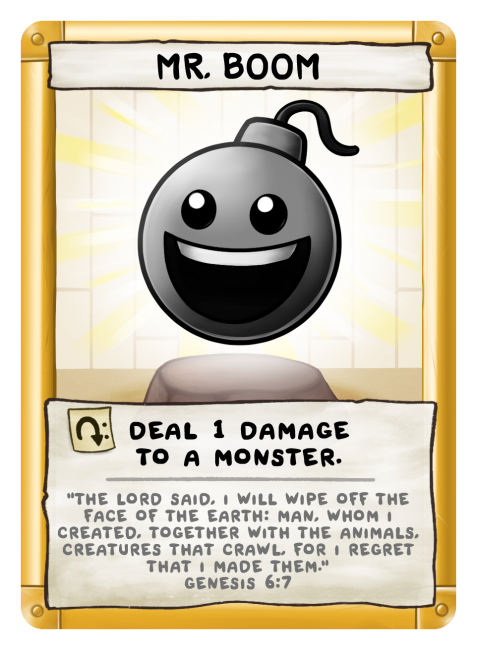 MR. BOOM
DEAL 1 DAMAGE
TO A MONSTER.
"THE LORD SAID, I WILL WIPE OFF THE
FACE OF THE EARTH: MAN, WHOM I
CREATED, TOGETHER WITH THE ANIMALS,
CREATURES THAT CRAWL, FOR I REGRET
THAT I MADE THEM."
GENESIS 6:7